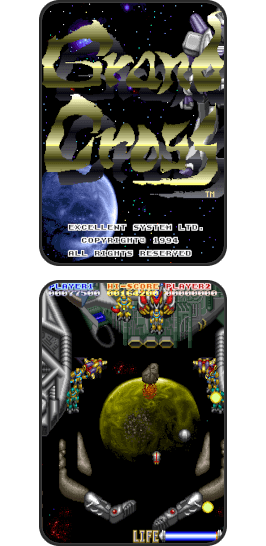 Grand
Cross
TM
EXCELLENT SYSTEM LTD.
COPYRIGHT© 1994
ALL RIGHTS RESERVED
PLAYER1 HI-SCORE PLAYER2
LIFE